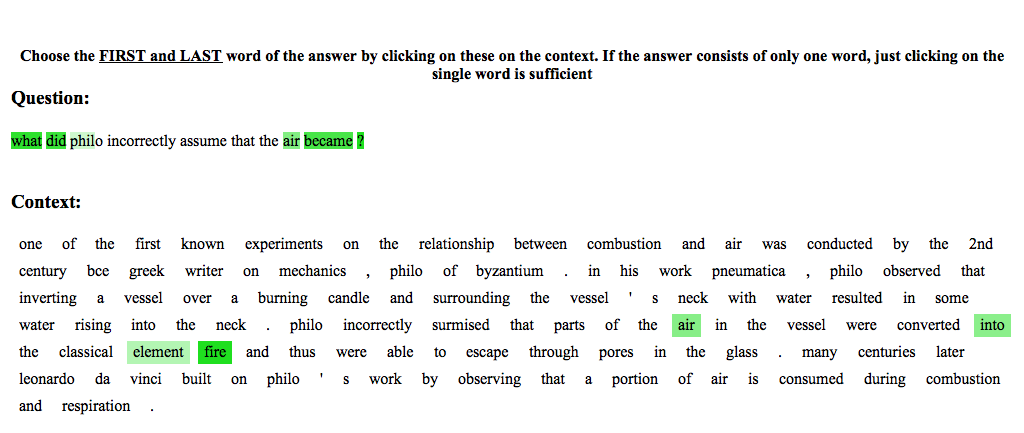 Choose the FIRST and LAST word of the answer by clicking on these on the context. If the answer consists of only one word, just clicking on the
single word is sufficient
Question:
what did philo incorrectly assume that the air became ?
Context:
one of the first known experiments on the relationship between combustion and air was conducted by the 2nd
century bce greek writer on mechanics , philo of byzantium . in his work pneumatica , philo observed that
inverting a vessel over a burning candle and surrounding the vessel ' s neck with water resulted in some
water rising into the neck . philo incorrectly surmised that parts of the air in the vessel were converted into
the classical element fire and thus were able to escape through pores in the glass . many centuries later
leonardo da vinci built on philo ' s work by observing that a portion of air is consumed during combustion
and respiration .